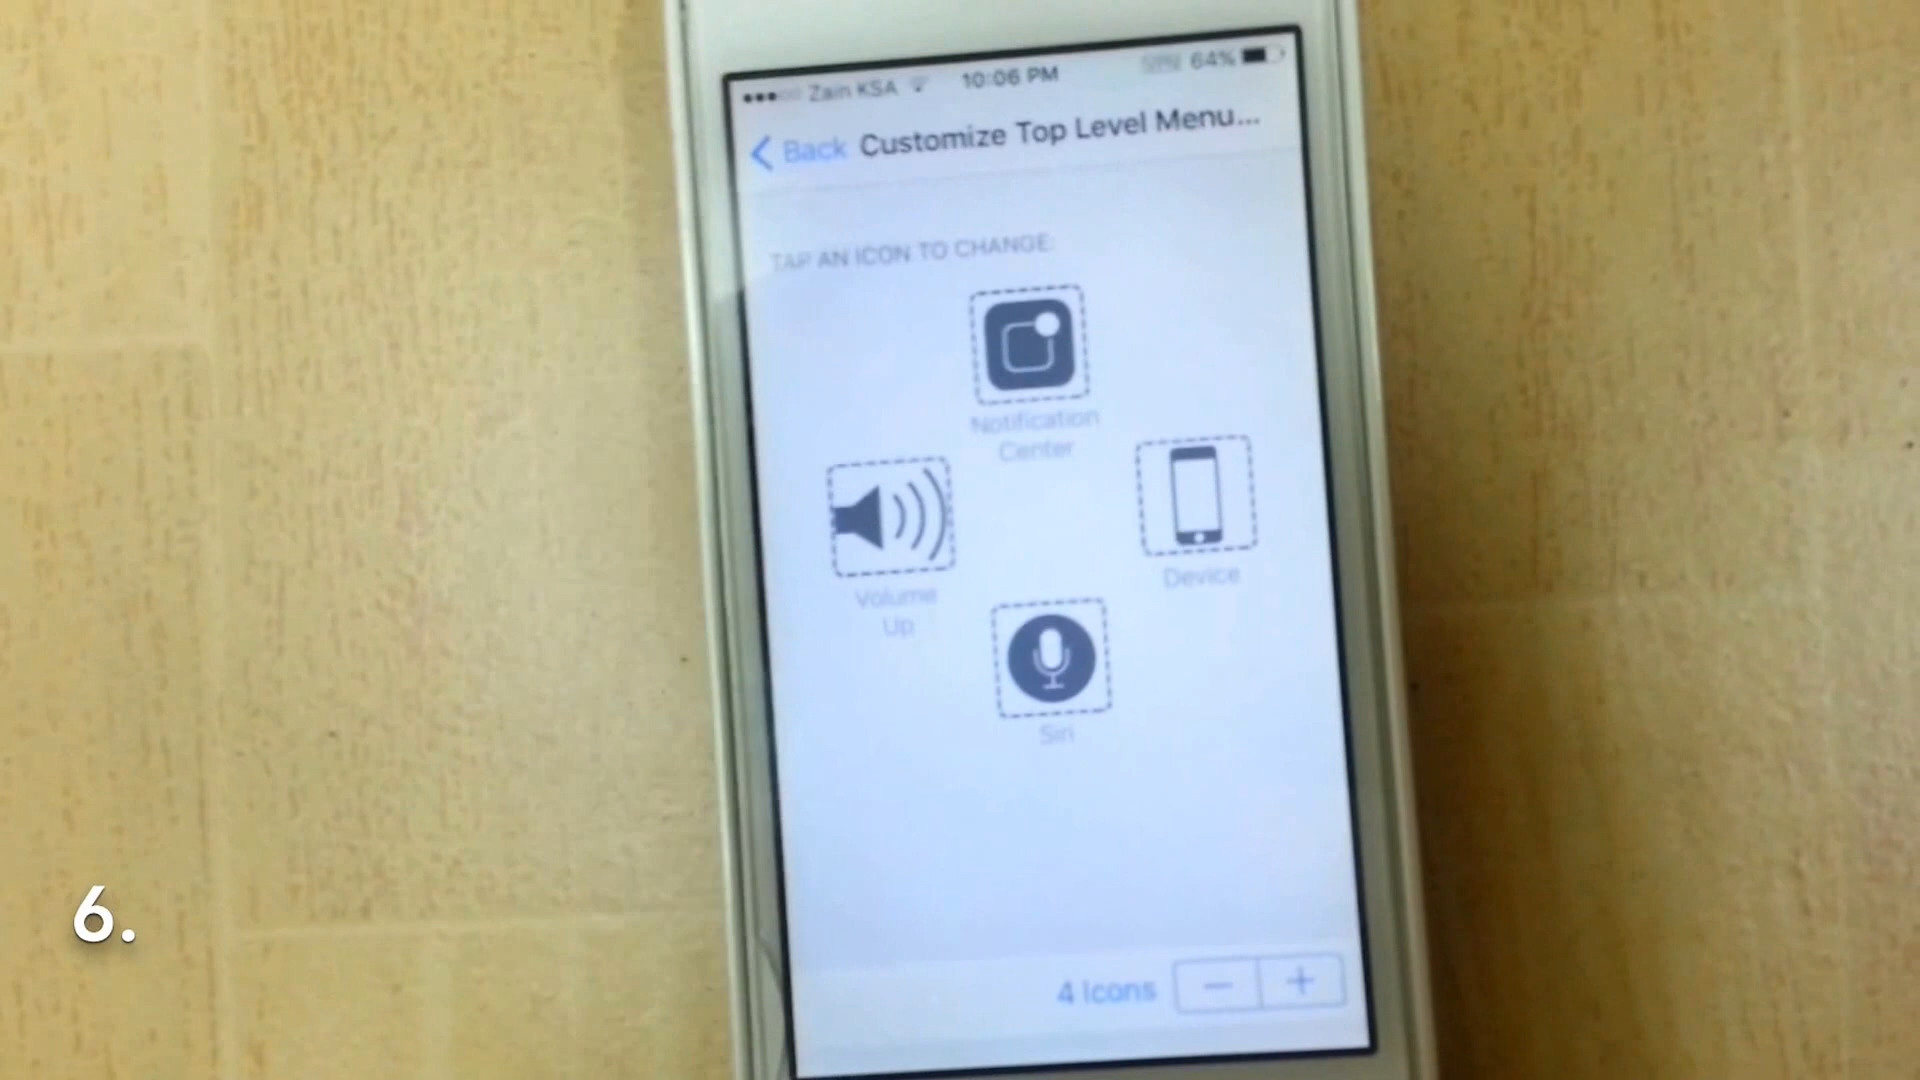 Zain KSA 10:06 PM VPN 64%
Back Customize Top Level Menu...
TAP AN ICON TO CHANGE:
Notification
Center
Volume
Up
Device
Siri
4 Icons − +
6.